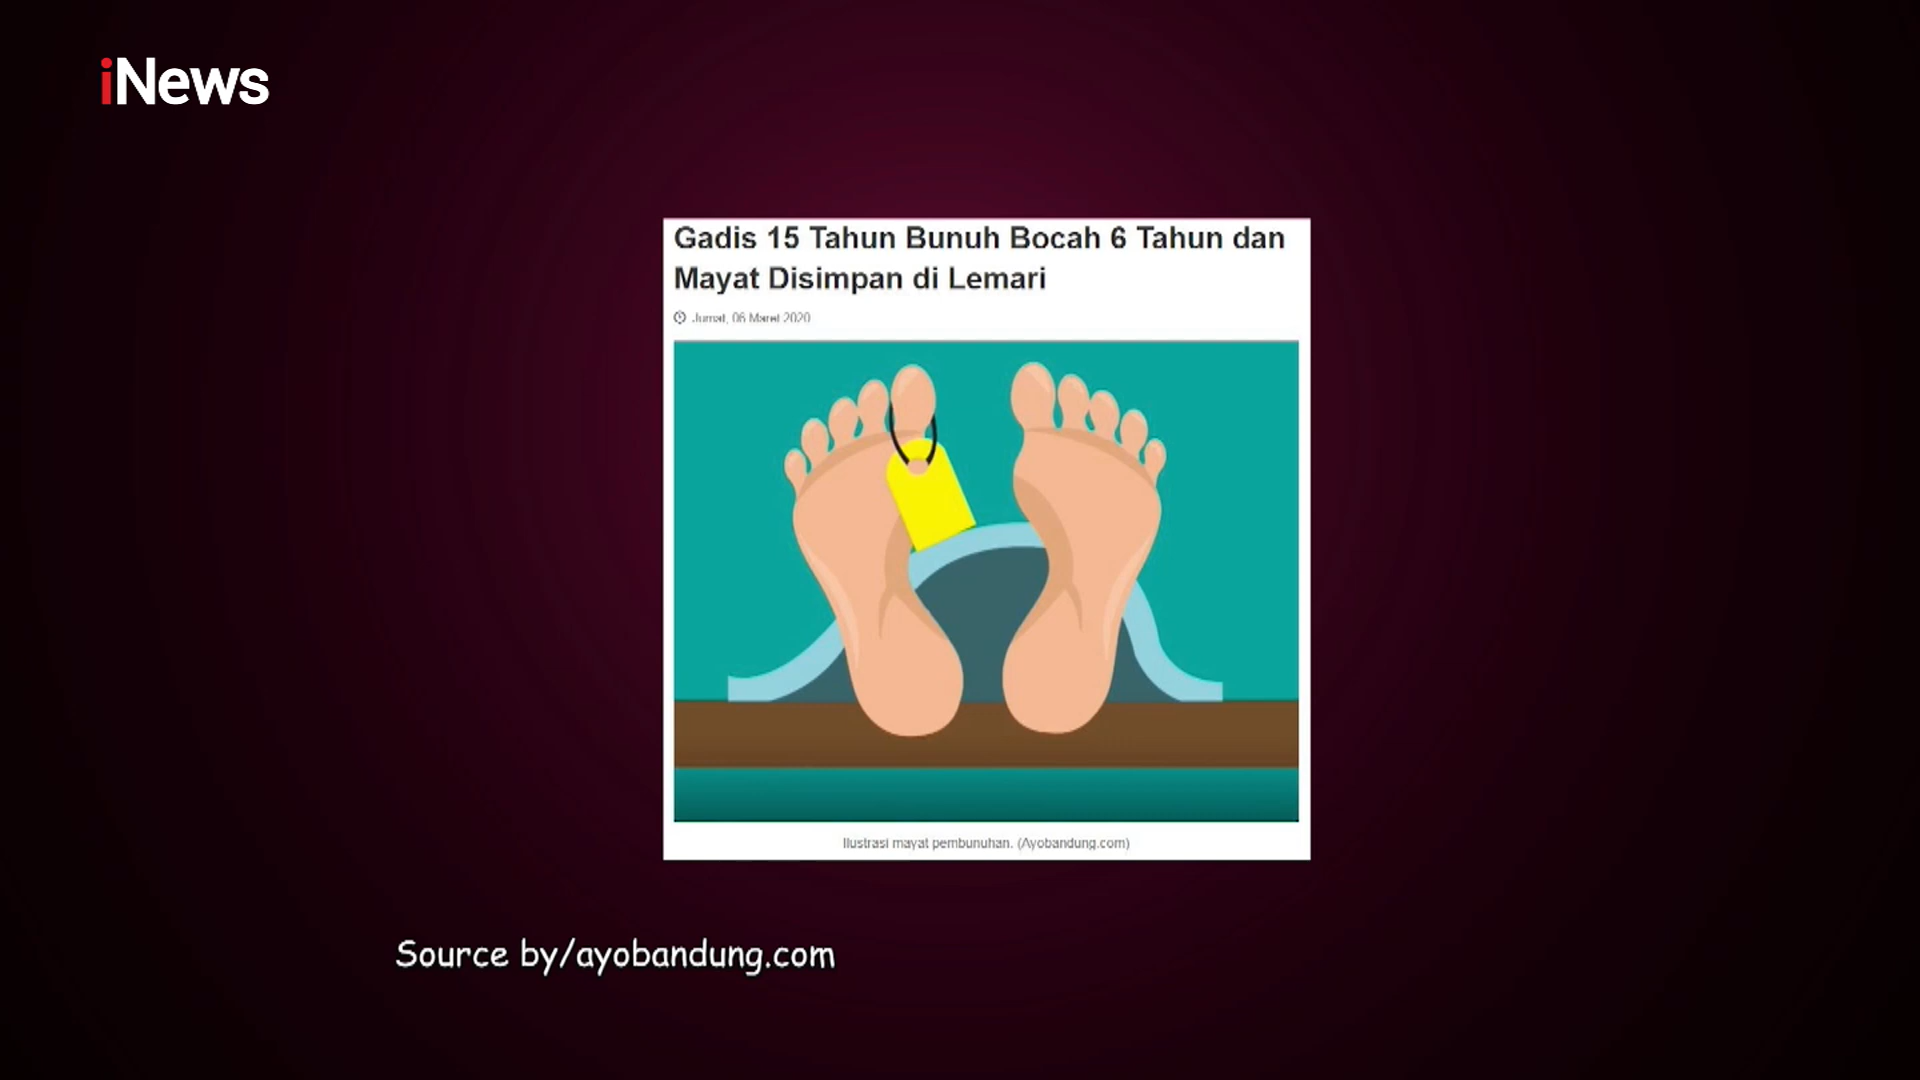 iNews
Gadis 15 Tahun Bunuh Bocah 6 Tahun dan
Mayat Disimpan di Lemari
Jumat, 06 Maret 2020
Ilustrasi mayat pembunuhan. (Ayobandung.com)
Source by/ayobandung.com